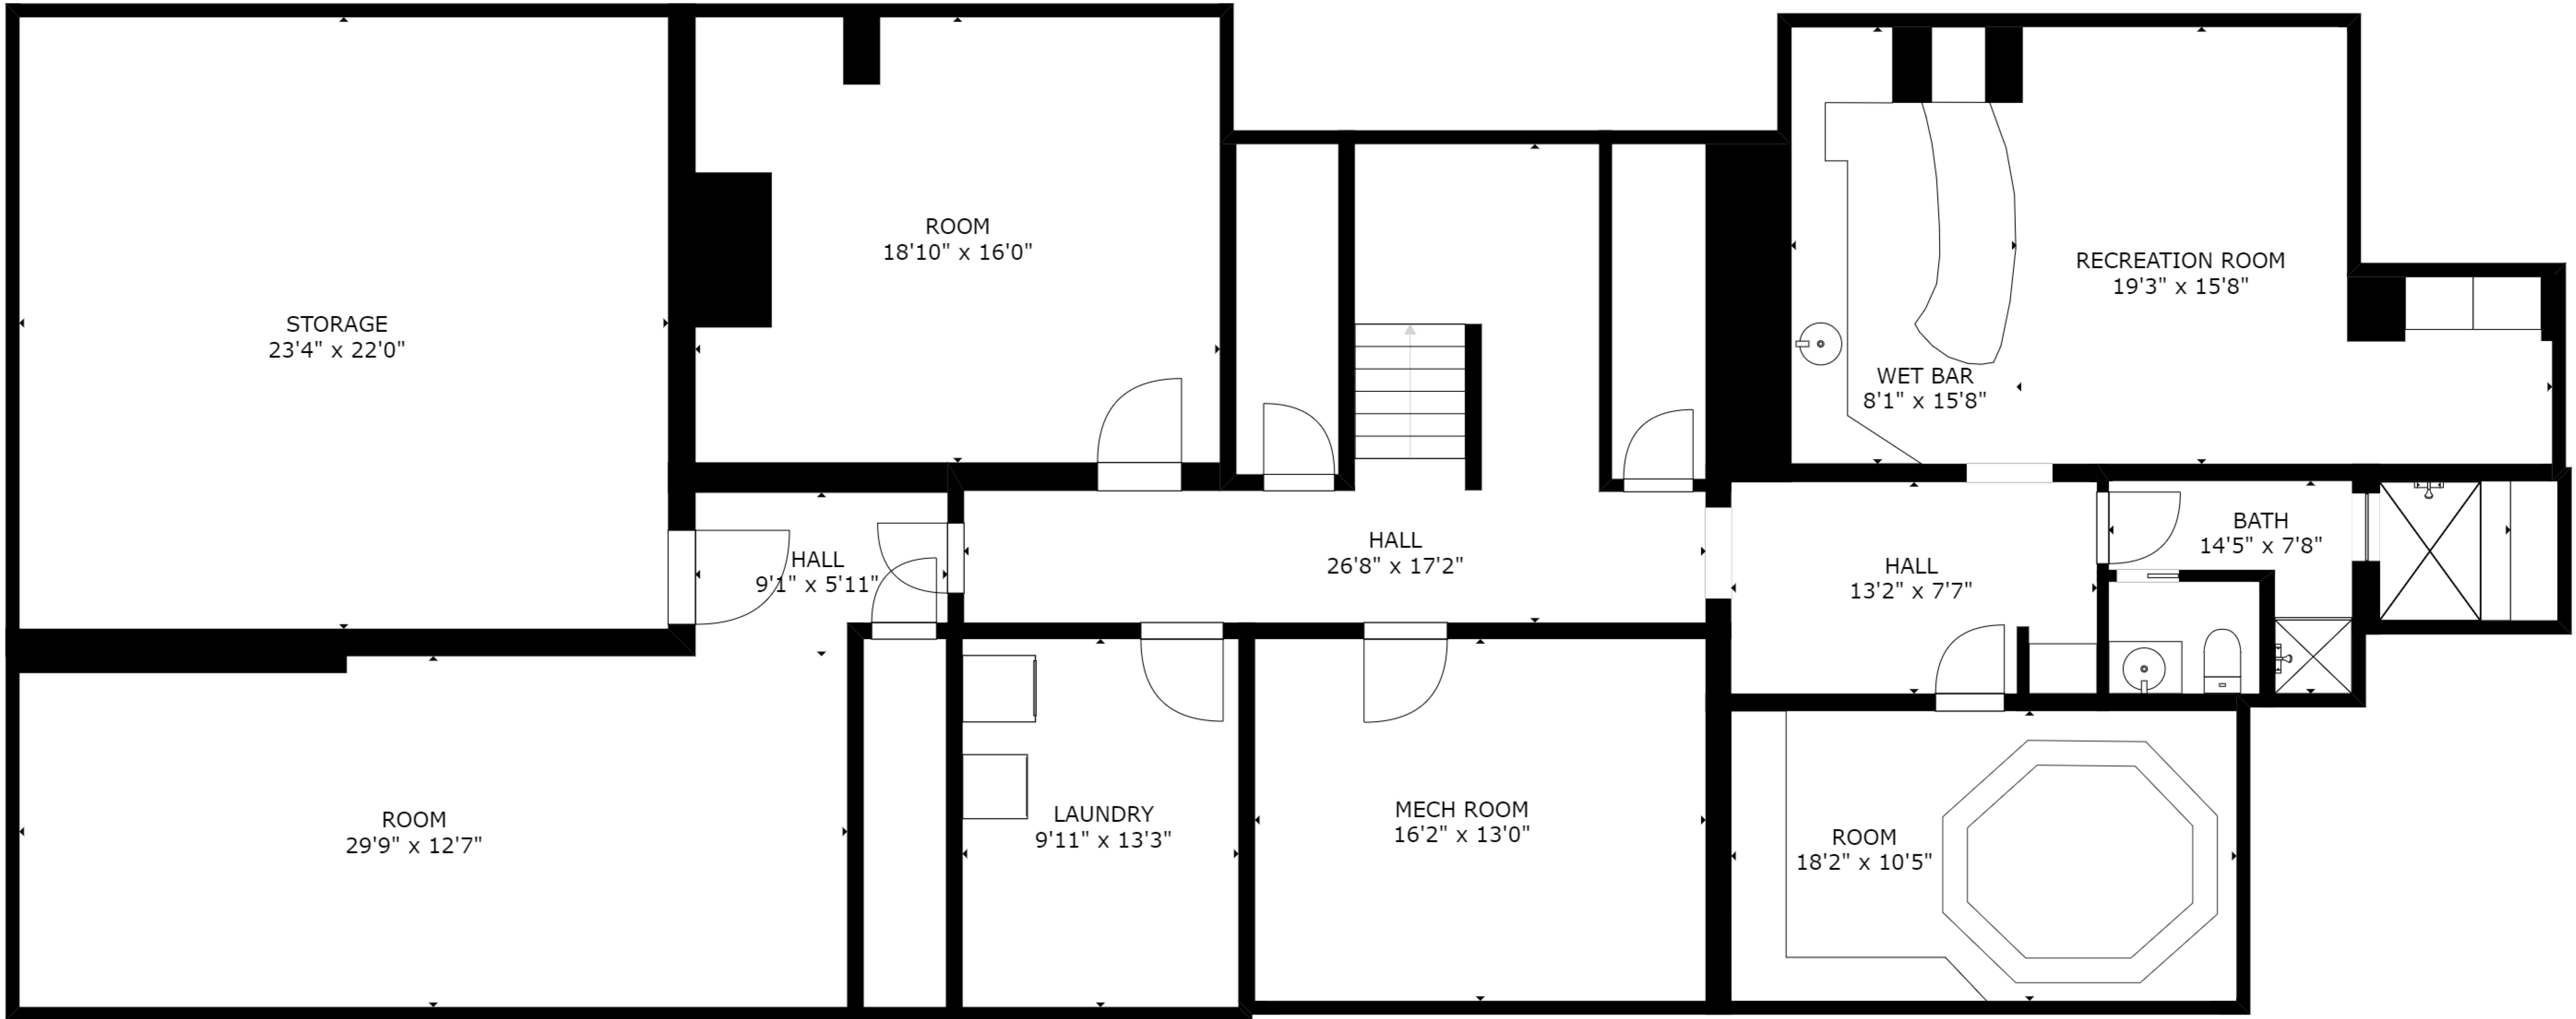 STORAGE
23'4" x 22'0"
ROOM
18'10" x 16'0"
RECREATION ROOM
19'3" x 15'8"
WET BAR
8'1" x 15'8"
HALL
9'1" x 5'11"
HALL
26'8" x 17'2"
HALL
13'2" x 7'7"
BATH
14'5" x 7'8"
ROOM
29'9" x 12'7"
LAUNDRY
9'11" x 13'3"
MECH ROOM
16'2" x 13'0"
ROOM
18'2" x 10'5"